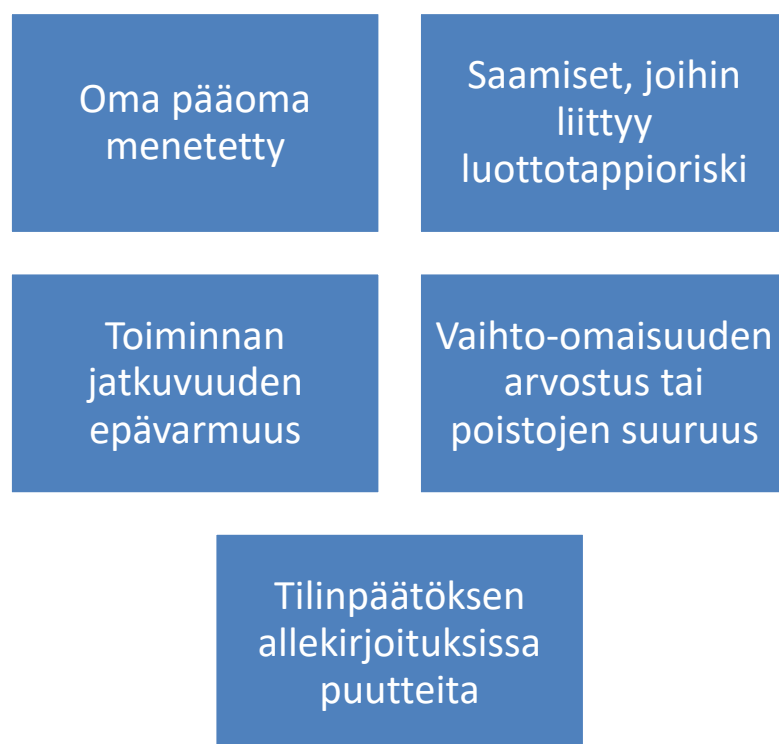 Oma pääoma
menetetty
Saamiset, joihin
liittyy
luottotappioriski
Toiminnan
jatkuvuuden
epävarmuus
Vaihto-omaisuuden
arvostus tai
poistojen suuruus
Tilinpäätöksen
allekirjoituksissa
puutteita